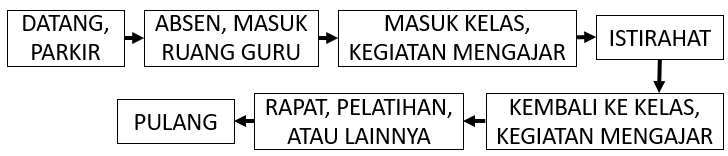 DATANG,
PARKIR
ABSEN, MASUK
RUANG GURU
MASUK KELAS,
KEGIATAN MENGAJAR
ISTIRAHAT
KEMBALI KE KELAS,
KEGIATAN MENGAJAR
RAPAT, PELATIHAN,
ATAU LAINNYA
PULANG